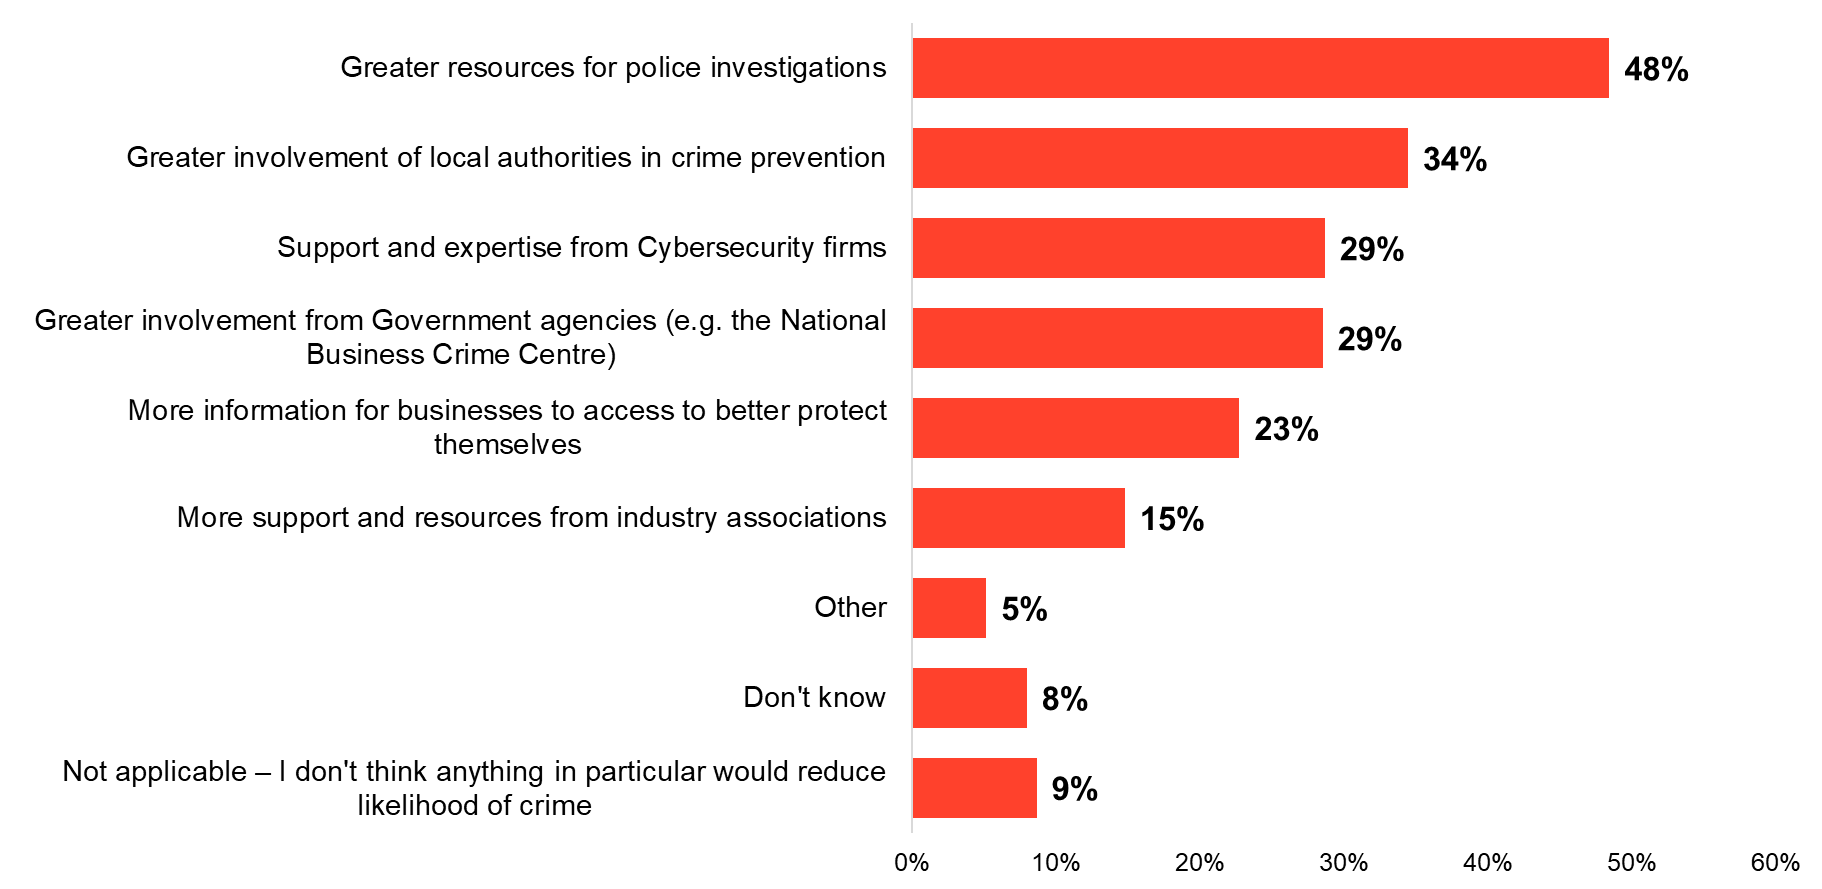 Greater resources for police investigations
48%
Greater involvement of local authorities in crime prevention
34%
Support and expertise from Cybersecurity firms
29%
Greater involvement from Government agencies (e.g. the National
Business Crime Centre)
29%
More information for businesses to access to better protect
themselves
23%
More support and resources from industry associations
15%
Other
5%
Don't know
8%
Not applicable – I don't think anything in particular would reduce
likelihood of crime
9%
0% 10% 20% 30% 40% 50% 60%